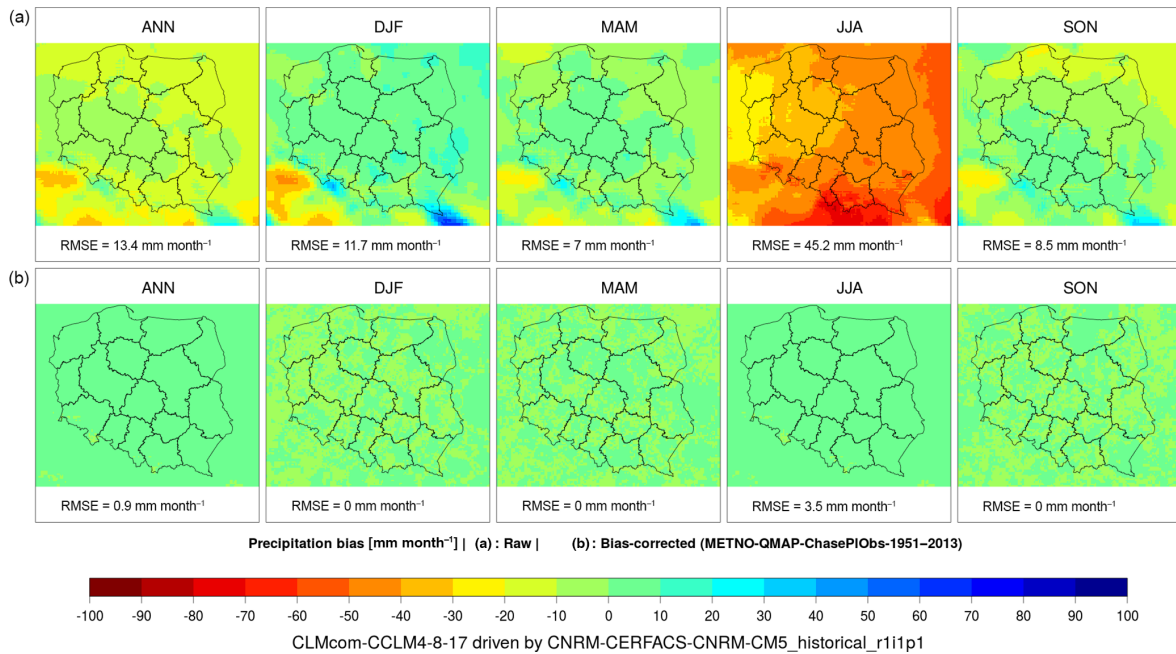 (a)
ANN DJF MAM JJA SON
RMSE = 13.4 mm month⁻¹ RMSE = 11.7 mm month⁻¹ RMSE = 7 mm month⁻¹ RMSE = 45.2 mm month⁻¹ RMSE = 8.5 mm month⁻¹
(b)
ANN DJF MAM JJA SON
RMSE = 0.9 mm month⁻¹ RMSE = 0 mm month⁻¹ RMSE = 0 mm month⁻¹ RMSE = 3.5 mm month⁻¹ RMSE = 0 mm month⁻¹
Precipitation bias [mm month⁻¹] | (a) : Raw | (b) : Bias-corrected (METNO-QMAP-ChasePlObs-1951–2013)
-100 -90 -80 -70 -60 -50 -40 -30 -20 -10 0 10 20 30 40 50 60 70 80 90 100
CLMcom-CCLM4-8-17 driven by CNRM-CERFACS-CNRM-CM5_historical_r1i1p1